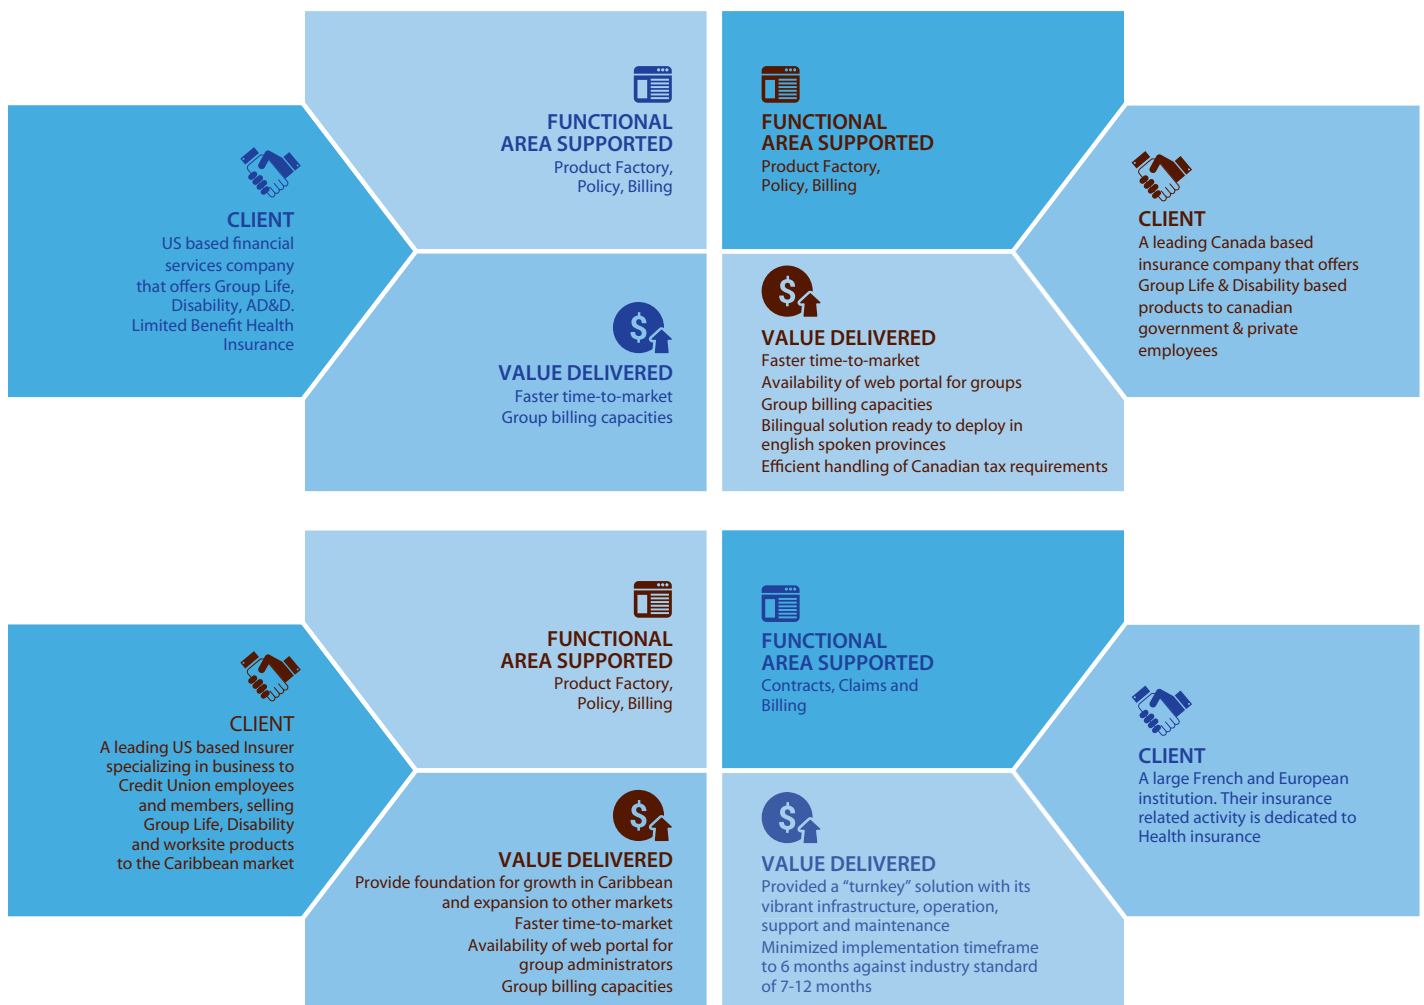 CLIENT
US based financial
services company
that offers Group Life,
Disability, AD&D.
Limited Benefit Health
Insurance
FUNCTIONAL
AREA SUPPORTED
Product Factory,
Policy, Billing
VALUE DELIVERED
Faster time-to-market
Group billing capacities
FUNCTIONAL
AREA SUPPORTED
Product Factory,
Policy, Billing
VALUE DELIVERED
Faster time-to-market
Availability of web portal for groups
Group billing capacities
Bilingual solution ready to deploy in
english spoken provinces
Efficient handling of Canadian tax requirements
CLIENT
A leading Canada based
insurance company that offers
Group Life & Disability based
products to canadian
government & private
employees
CLIENT
A leading US based Insurer
specializing in business to
Credit Union employees
and members, selling
Group Life, Disability
and worksite products
to the Caribbean market
FUNCTIONAL
AREA SUPPORTED
Product Factory,
Policy, Billing
VALUE DELIVERED
Provide foundation for growth in Caribbean
and expansion to other markets
Faster time-to-market
Availability of web portal for
group administrators
Group billing capacities
FUNCTIONAL
AREA SUPPORTED
Contracts, Claims and
Billing
VALUE DELIVERED
Provided a “turnkey” solution with its
vibrant infrastructure, operation,
support and maintenance
Minimized implementation timeframe
to 6 months against industry standard
of 7-12 months
CLIENT
A large French and European
institution. Their insurance
related activity is dedicated to
Health insurance